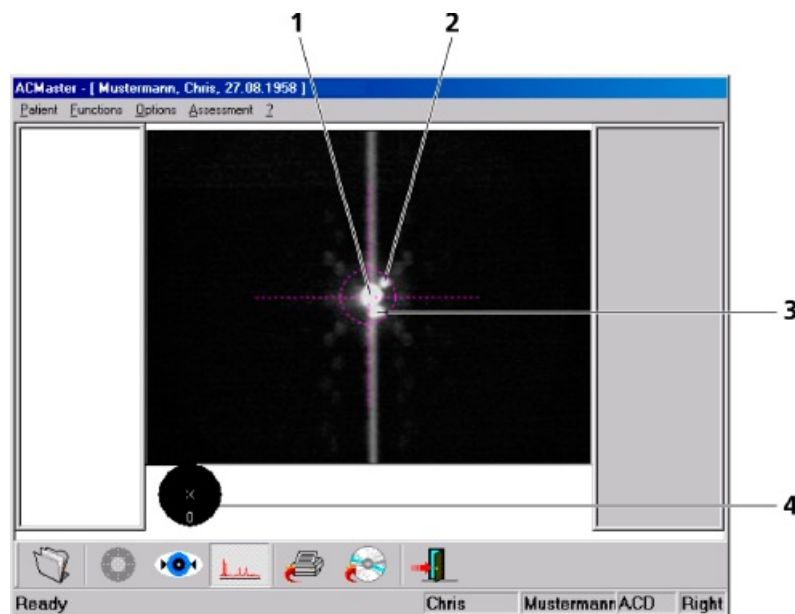 1 2
ACMaster - [ Mustermann, Chris, 27.08.1958 ]
Patient Functions Options Assessment ?
3
4
0
Ready Chris Mustermann ACD Right